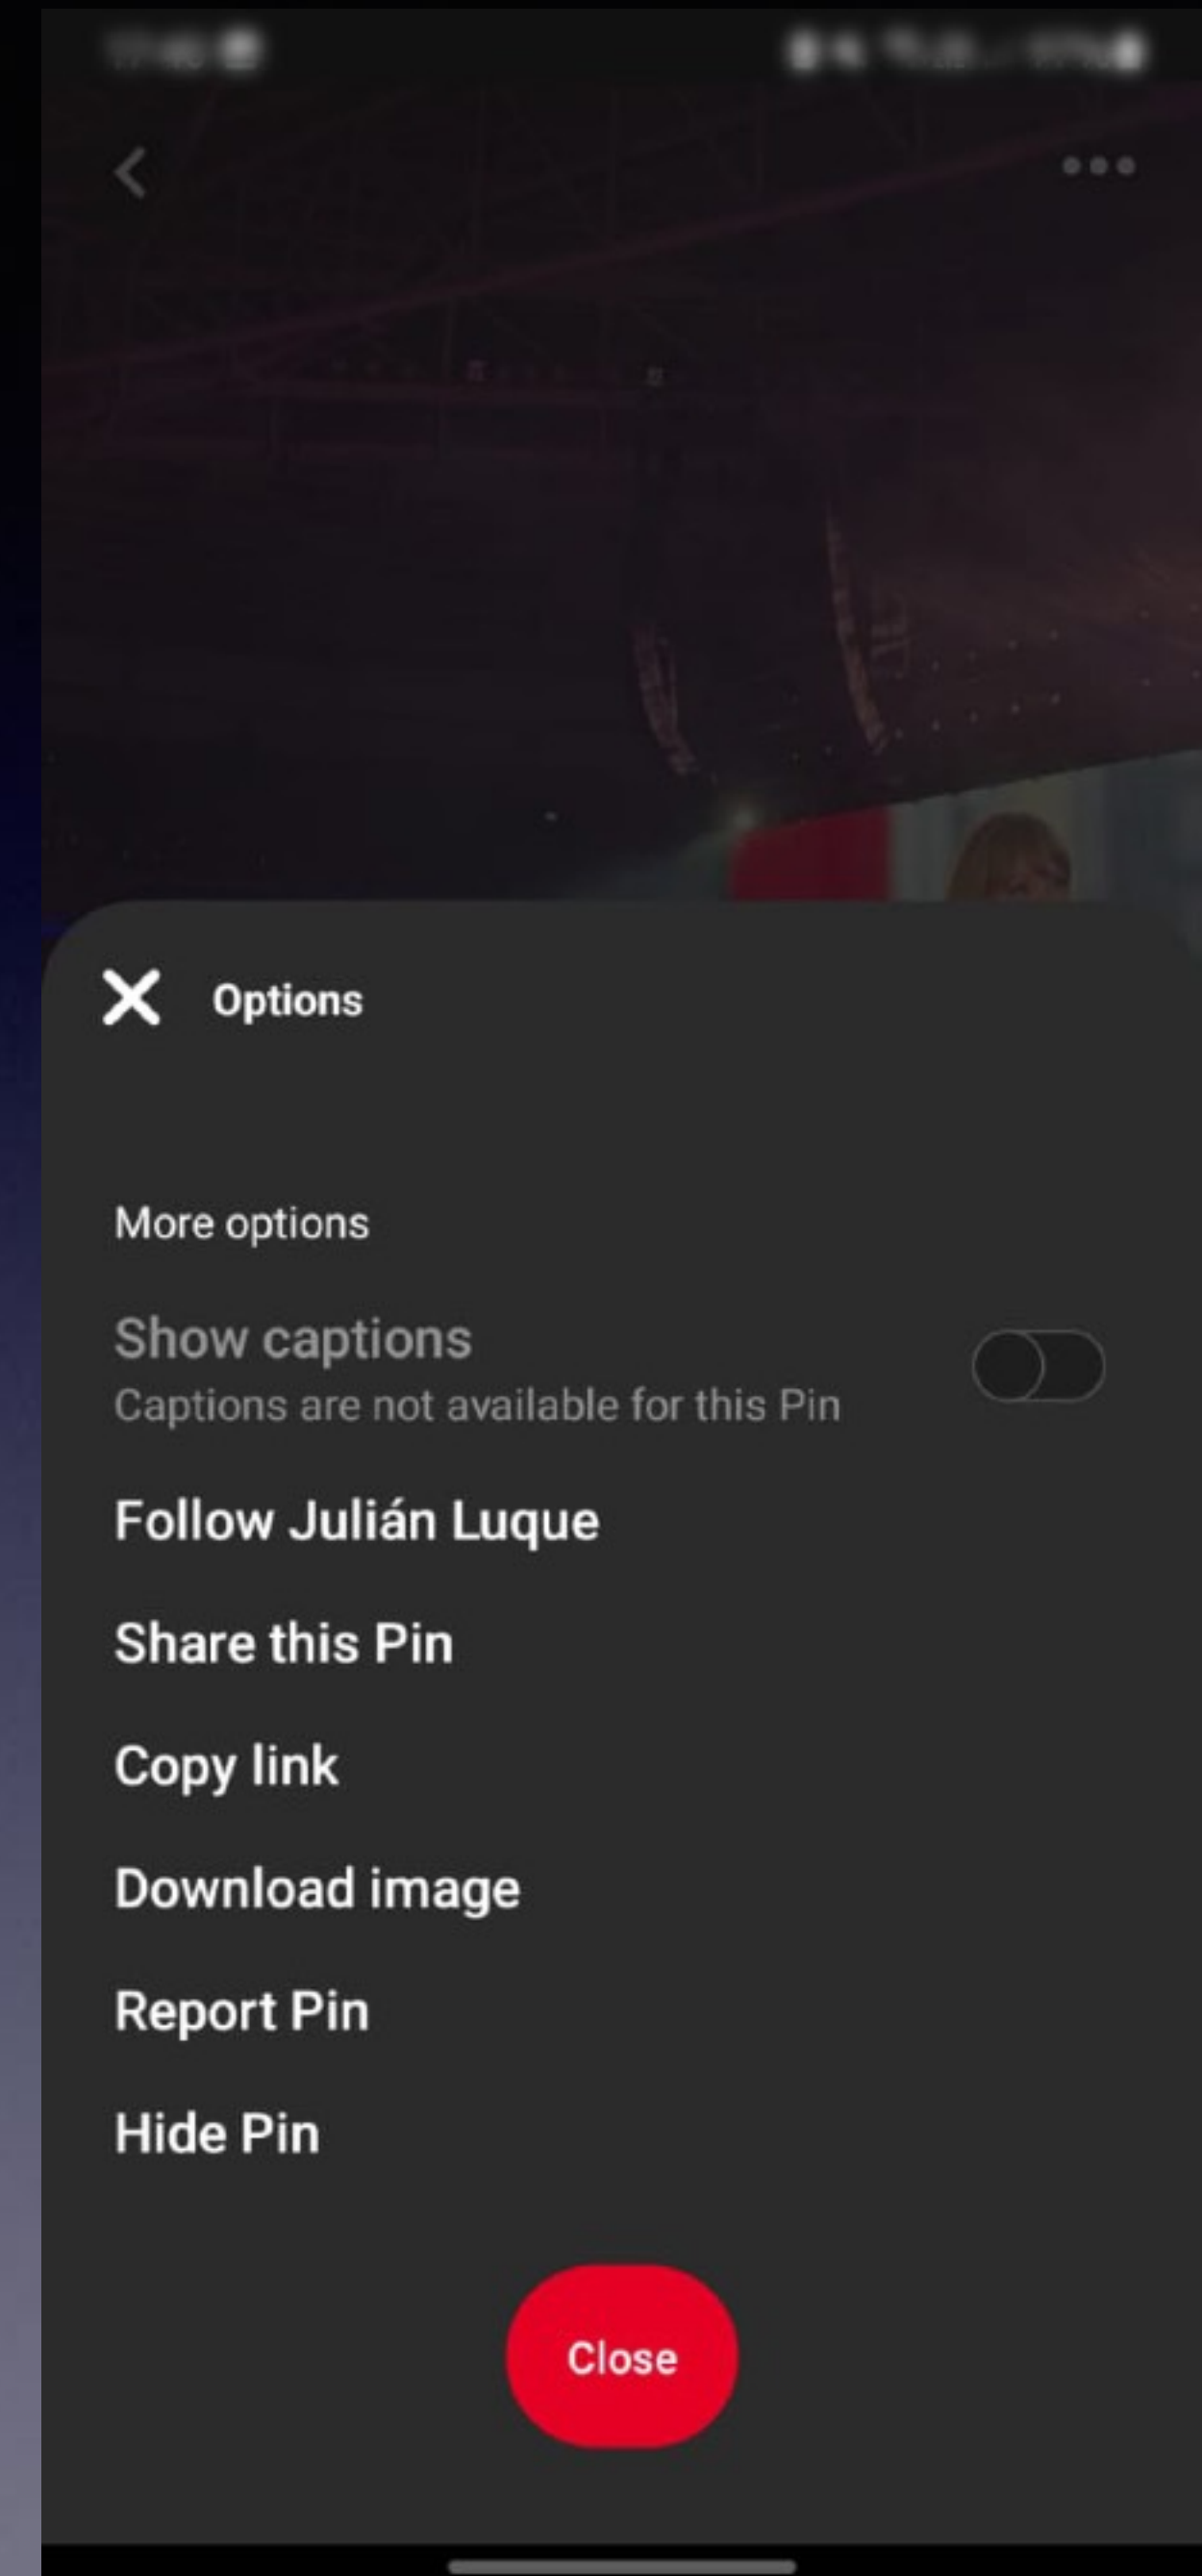 Options
More options
Show captions
Captions are not available for this Pin
Follow Julián Luque
Share this Pin
Copy link
Download image
Report Pin
Hide Pin
Close